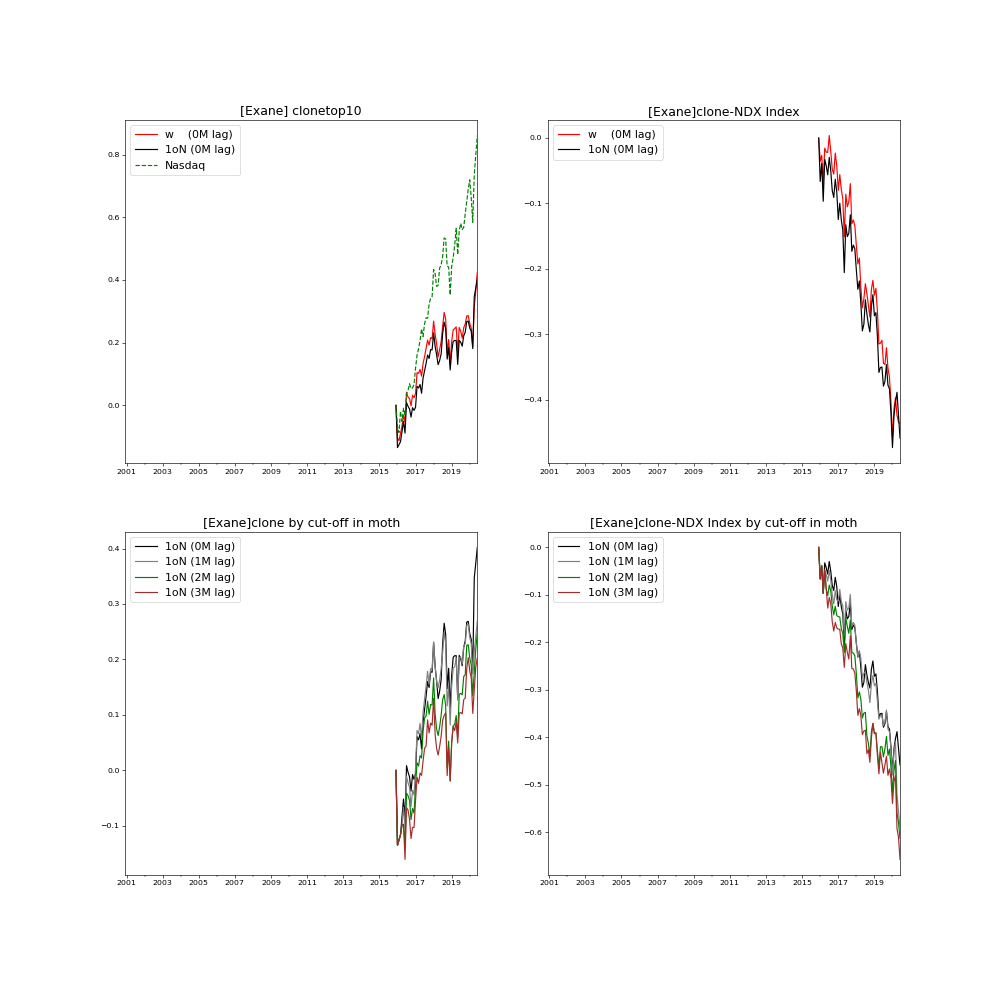 [Exane] clonetop10
w    (0M lag)
1oN (0M lag)
Nasdaq
0.8
0.6
0.4
0.2
0.0
2001 2003 2005 2007 2009 2011 2013 2015 2017 2019
[Exane]clone-NDX Index
w    (0M lag)
1oN (0M lag)
0.0
−0.1
−0.2
−0.3
−0.4
2001 2003 2005 2007 2009 2011 2013 2015 2017 2019
[Exane]clone by cut-off in moth
1oN (0M lag)
1oN (1M lag)
1oN (2M lag)
1oN (3M lag)
0.4
0.3
0.2
0.1
0.0
−0.1
2001 2003 2005 2007 2009 2011 2013 2015 2017 2019
[Exane]clone-NDX Index by cut-off in moth
1oN (0M lag)
1oN (1M lag)
1oN (2M lag)
1oN (3M lag)
0.0
−0.1
−0.2
−0.3
−0.4
−0.5
−0.6
2001 2003 2005 2007 2009 2011 2013 2015 2017 2019